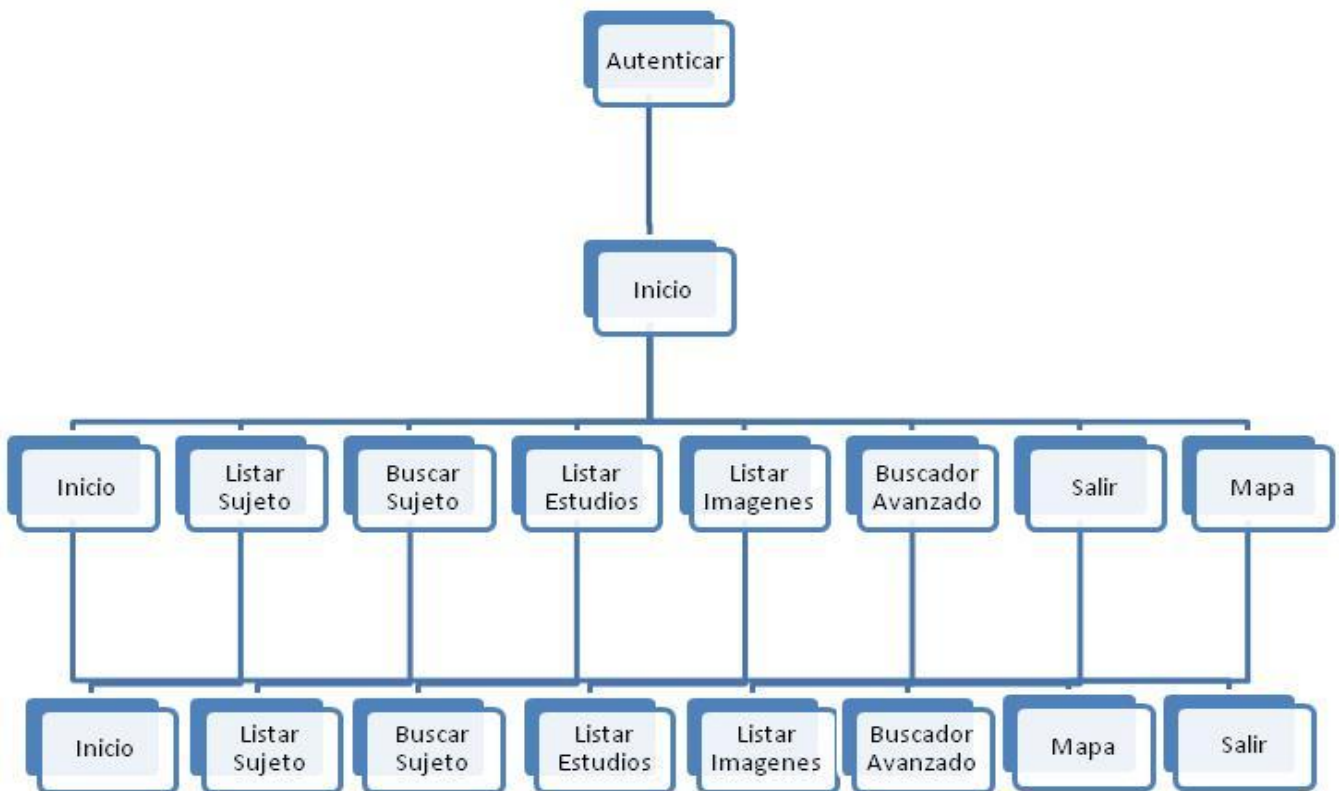 Autenticar
Inicio
Inicio
Listar
Sujeto
Buscar
Sujeto
Listar
Estudios
Listar
Imagenes
Buscador
Avanzado
Salir
Mapa
Inicio
Listar
Sujeto
Buscar
Sujeto
Listar
Estudios
Listar
Imagenes
Buscador
Avanzado
Mapa
Salir